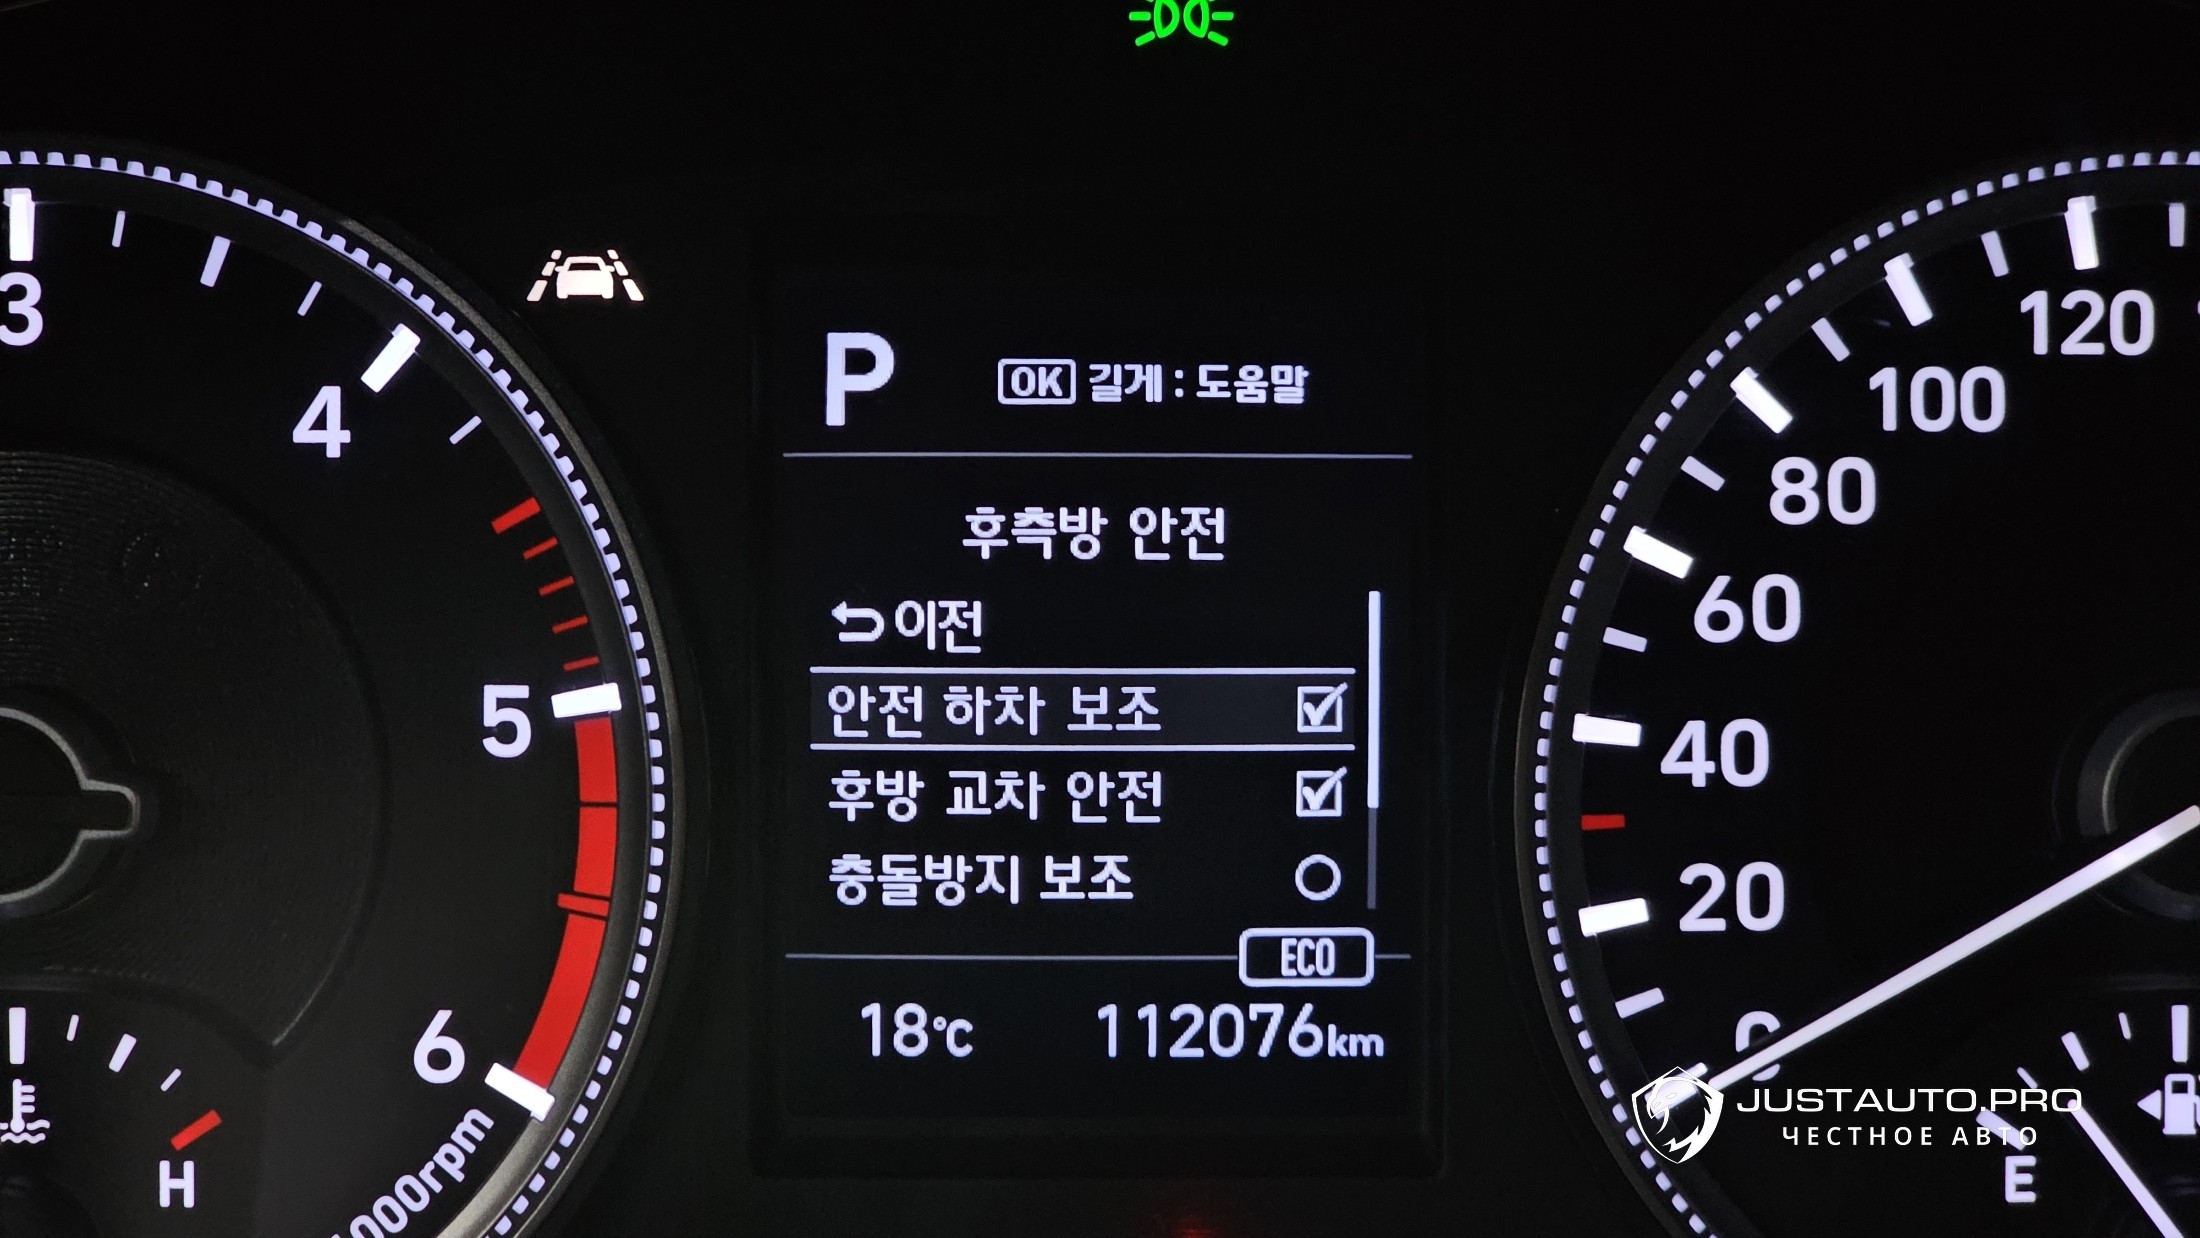 P
OK 길게 : 도움말
후측방 안전
이전
안전 하차 보조
후방 교차 안전
충돌방지 보조
ECO
18°C 112076km
3
4
5
6
1000rpm
H
120
100
80
60
40
20
0
E
JUSTAUTO.PRO
ЧЕСТНОЕ АВТО